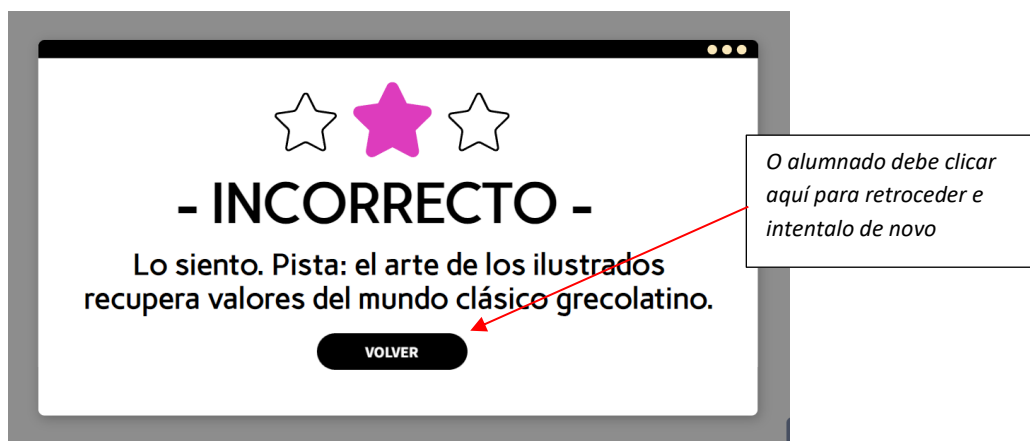 - INCORRECTO -
Lo siento. Pista: el arte de los ilustrados
recupera valores del mundo clásico grecolatino.
VOLVER
O alumnado debe clicar
aquí para retroceder e
intentalo de novo